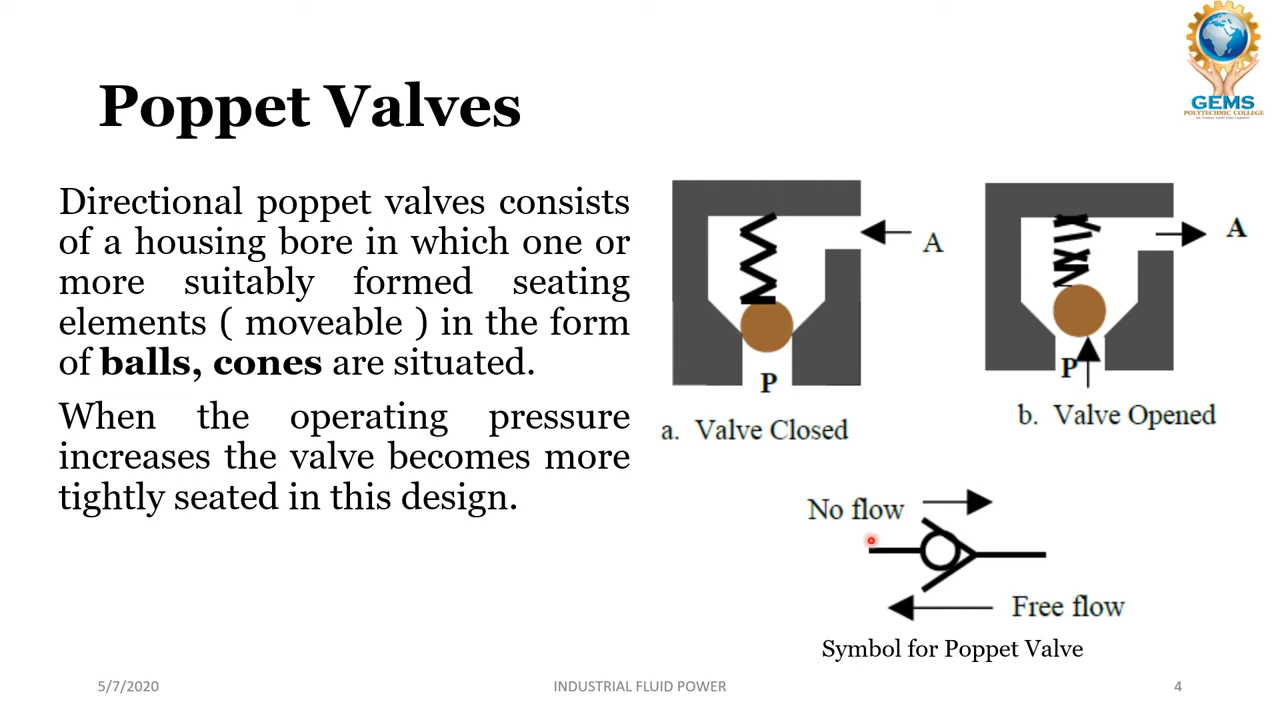 GEMS
POLYTECHNIC COLLEGE
Poppet Valves
Directional poppet valves consists
of a housing bore in which one or
more suitably formed seating
elements ( moveable ) in the form
of balls, cones are situated.
When the operating pressure
increases the valve becomes more
tightly seated in this design.
A
P
a. Valve Closed
A
P
b. Valve Opened
No flow
Free flow
Symbol for Poppet Valve
5/7/2020
INDUSTRIAL FLUID POWER
4